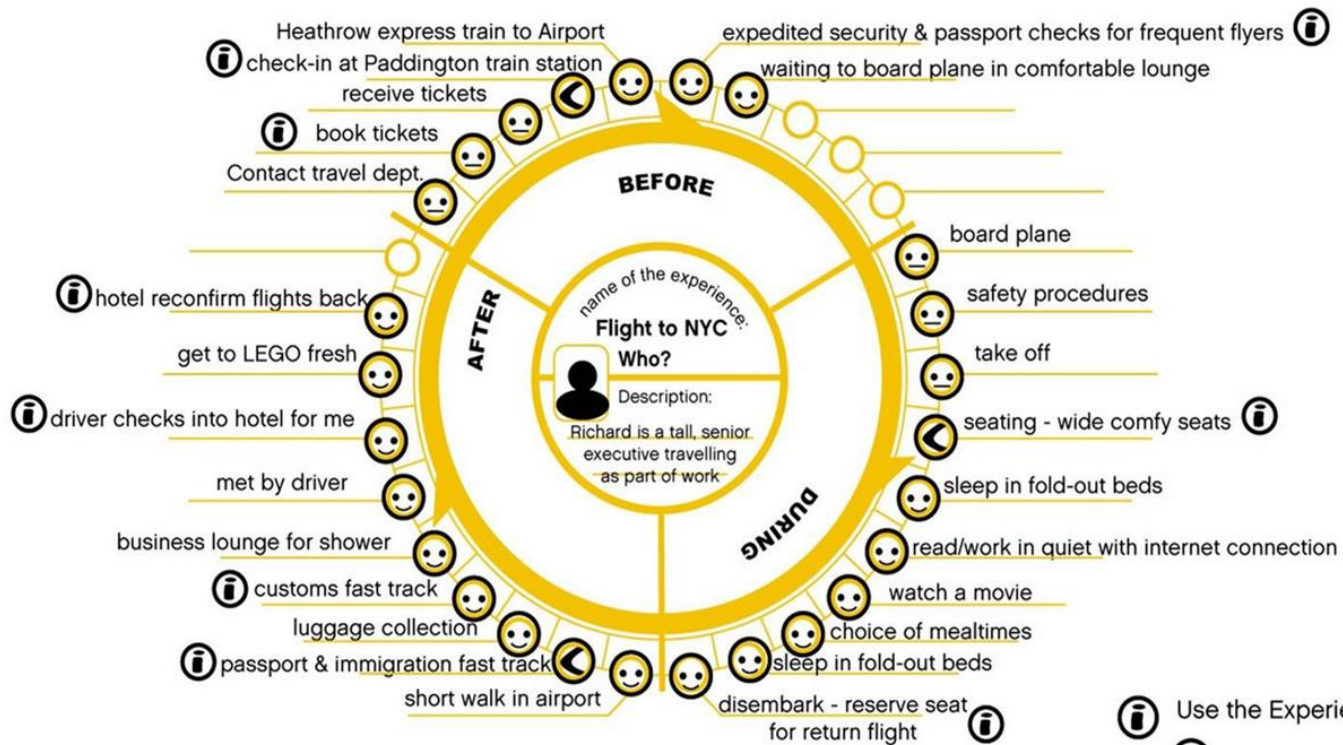 Heathrow express train to Airport
check-in at Paddington train station
receive tickets
book tickets
Contact travel dept.
expedited security & passport checks for frequent flyers
waiting to board plane in comfortable lounge
BEFORE
board plane
safety procedures
take off
seating - wide comfy seats
sleep in fold-out beds
read/work in quiet with internet connection
watch a movie
choice of mealtimes
sleep in fold-out beds
disembark - reserve seat
for return flight
DURING
short walk in airport
passport & immigration fast track
luggage collection
customs fast track
business lounge for shower
met by driver
driver checks into hotel for me
get to LEGO fresh
hotel reconfirm flights back
AFTER
name of the experience:
Flight to NYC
Who?
Description:
Richard is a tall, senior
executive travelling
as part of work
Use the Experie